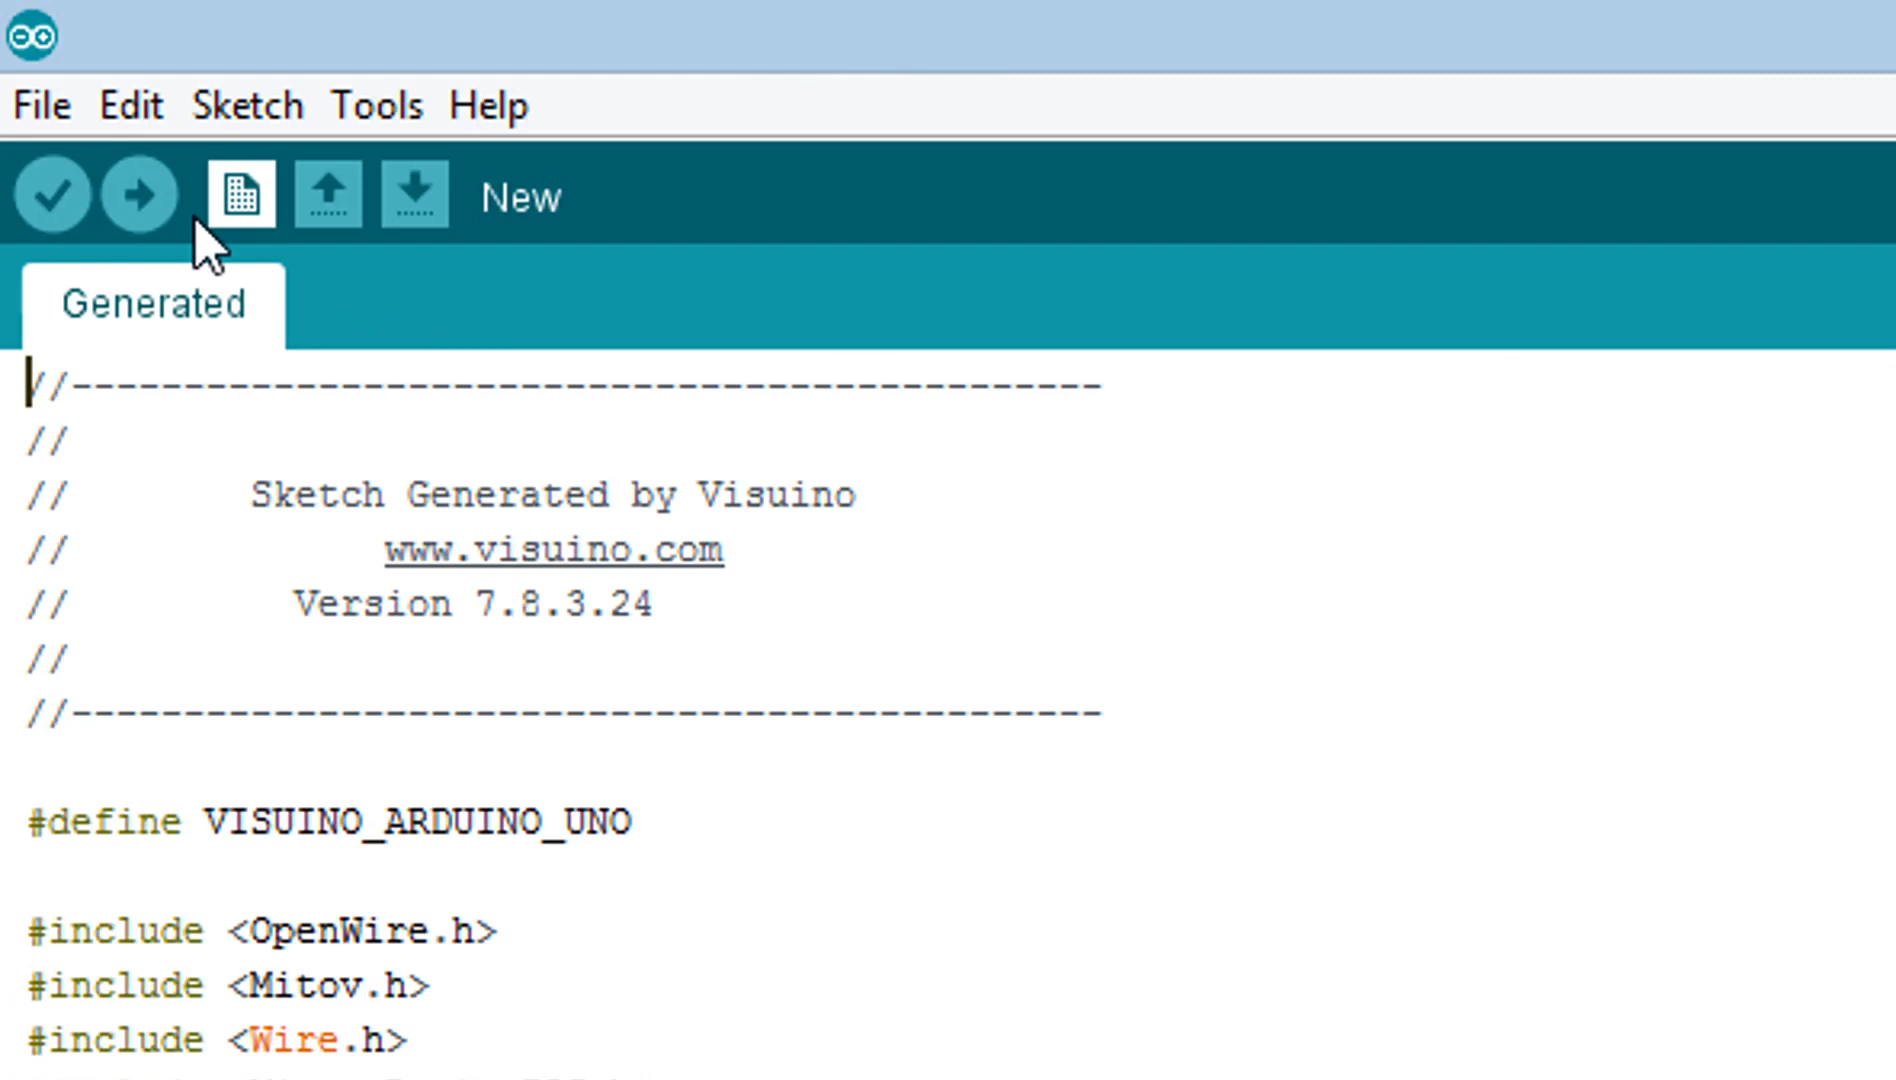 File Edit Sketch Tools Help
New
Generated
//----------------------------------------------
//
// Sketch Generated by Visuino
// www.visuino.com
// Version 7.8.3.24
//
//----------------------------------------------
#define VISUINO_ARDUINO_UNO
#include <OpenWire.h>
#include <Mitov.h>
#include <Wire.h>